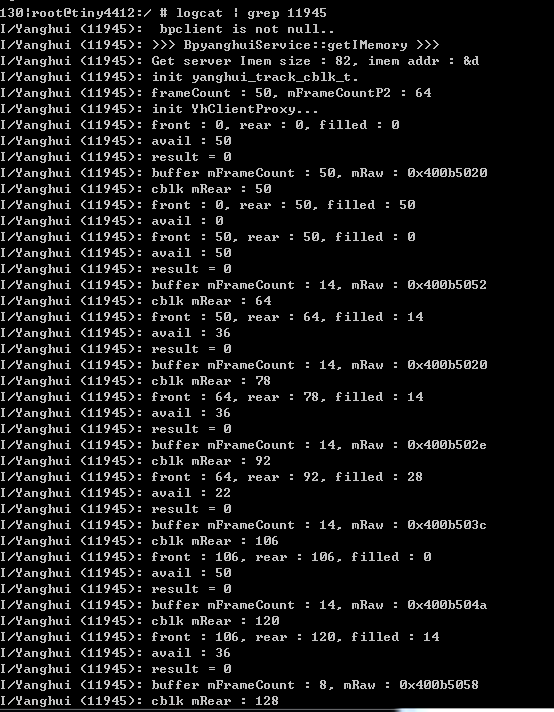 130|root@tiny4412:/ # logcat | grep 11945
I/Yanghui (11945):  bpclient is not null..
I/Yanghui (11945): >>> BpyanghuiService::getIMemory >>>
I/Yanghui (11945): Get server Imem size : 82, imem addr : &d
I/Yanghui (11945): init yanghui_track_cblk_t.
I/Yanghui (11945): frameCount : 50, mFrameCountP2 : 64
I/Yanghui (11945): init YhClientProxy...
I/Yanghui (11945): front : 0, rear : 0, filled : 0
I/Yanghui (11945): avail : 50
I/Yanghui (11945): result = 0
I/Yanghui (11945): buffer mFrameCount : 50, mRaw : 0x400b5020
I/Yanghui (11945): cblk mRear : 50
I/Yanghui (11945): front : 0, rear : 50, filled : 50
I/Yanghui (11945): avail : 0
I/Yanghui (11945): front : 50, rear : 50, filled : 0
I/Yanghui (11945): avail : 50
I/Yanghui (11945): result = 0
I/Yanghui (11945): buffer mFrameCount : 14, mRaw : 0x400b5052
I/Yanghui (11945): cblk mRear : 64
I/Yanghui (11945): front : 50, rear : 64, filled : 14
I/Yanghui (11945): avail : 36
I/Yanghui (11945): result = 0
I/Yanghui (11945): buffer mFrameCount : 14, mRaw : 0x400b5020
I/Yanghui (11945): cblk mRear : 78
I/Yanghui (11945): front : 64, rear : 78, filled : 14
I/Yanghui (11945): avail : 36
I/Yanghui (11945): result = 0
I/Yanghui (11945): buffer mFrameCount : 14, mRaw : 0x400b502e
I/Yanghui (11945): cblk mRear : 92
I/Yanghui (11945): front : 64, rear : 92, filled : 28
I/Yanghui (11945): avail : 22
I/Yanghui (11945): result = 0
I/Yanghui (11945): buffer mFrameCount : 14, mRaw : 0x400b503c
I/Yanghui (11945): cblk mRear : 106
I/Yanghui (11945): front : 106, rear : 106, filled : 0
I/Yanghui (11945): avail : 50
I/Yanghui (11945): result = 0
I/Yanghui (11945): buffer mFrameCount : 14, mRaw : 0x400b504a
I/Yanghui (11945): cblk mRear : 120
I/Yanghui (11945): front : 106, rear : 120, filled : 14
I/Yanghui (11945): avail : 36
I/Yanghui (11945): result = 0
I/Yanghui (11945): buffer mFrameCount : 8, mRaw : 0x400b5058
I/Yanghui (11945): cblk mRear : 128